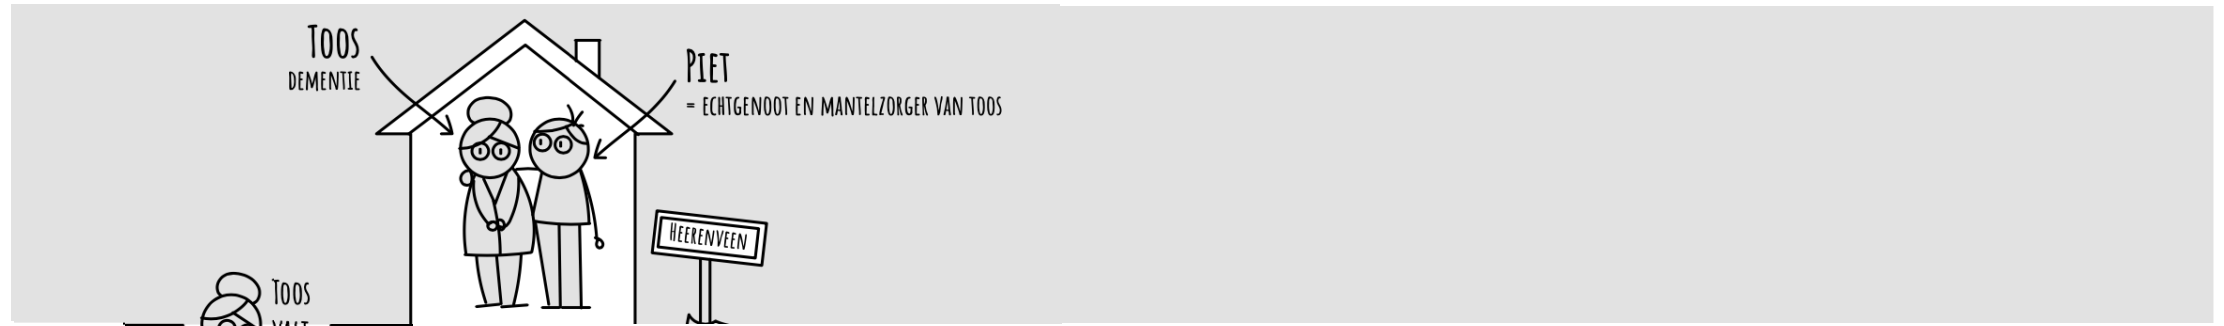 Toos
dementie
Piet
= echtgenoot en mantelzorger van Toos
Heerenveen
Toos